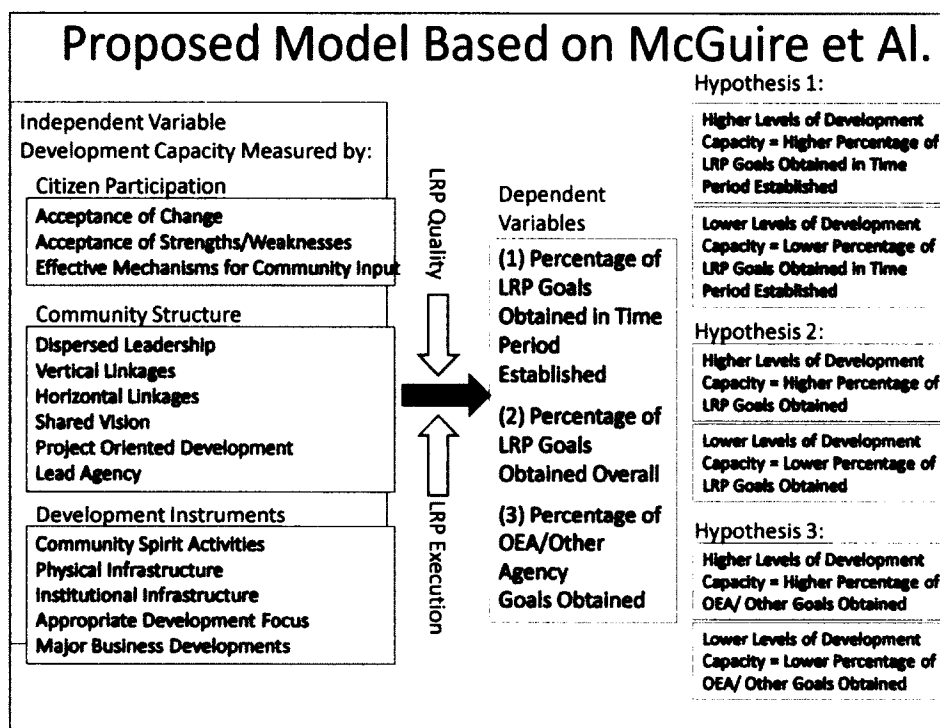 Proposed Model Based on McGuire et Al.
Independent Variable
Development Capacity Measured by:
Citizen Participation
Acceptance of Change
Acceptance of Strengths/Weaknesses
Effective Mechanisms for Community Input
Community Structure
Dispersed Leadership
Vertical Linkages
Horizontal Linkages
Shared Vision
Project Oriented Development
Lead Agency
Development Instruments
Community Spirit Activities
Physical Infrastructure
Institutional Infrastructure
Appropriate Development Focus
Major Business Developments
LRP Quality
LRP Execution
Dependent
Variables
(1) Percentage of
LRP Goals
Obtained in Time
Period
Established
(2) Percentage of
LRP Goals
Obtained Overall
(3) Percentage of
OEA/Other
Agency
Goals Obtained
Hypothesis 1:
Higher Levels of Development
Capacity = Higher Percentage of
LRP Goals Obtained in Time
Period Established
Lower Levels of Development
Capacity = Lower Percentage of
LRP Goals Obtained in Time
Period Established
Hypothesis 2:
Higher Levels of Development
Capacity = Higher Percentage of
LRP Goals Obtained
Lower Levels of Development
Capacity = Lower Percentage of
LRP Goals Obtained
Hypothesis 3:
Higher Levels of Development
Capacity = Higher Percentage of
OEA/ Other Goals Obtained
Lower Levels of Development
Capacity = Lower Percentage of
OEA/ Other Goals Obtained